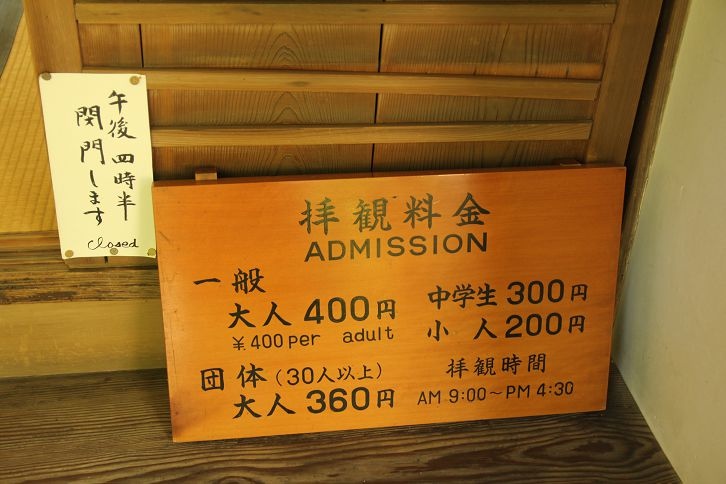 午後四時半
関門します
closed
拝観料金
ADMISSION
一般
大人 400円
¥400 per adult
中学生 300円
小人 200円
団体（30人以上）
大人 360円
拝観時間
AM 9:00～PM 4:30